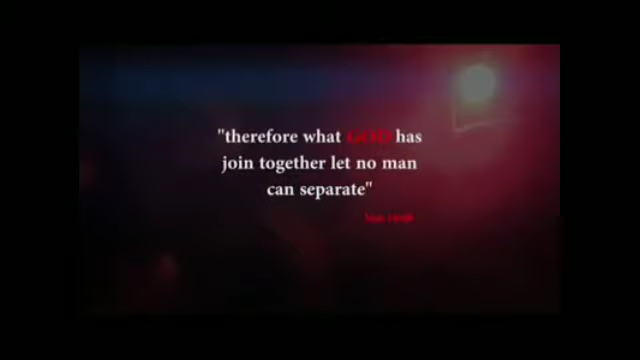 "therefore what GOD has
join together let no man
can separate"